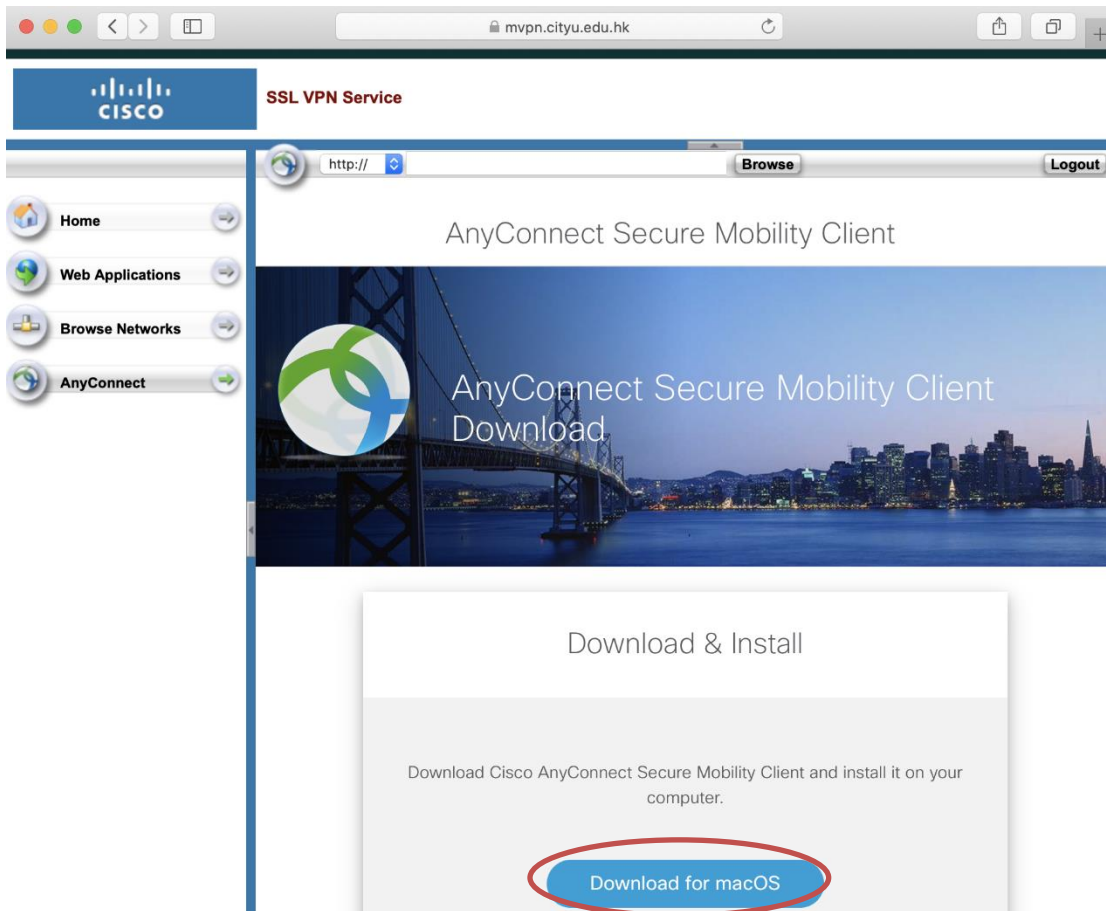 mvpn.cityu.edu.hk
CISCO
SSL VPN Service
http://
Browse
Logout
Home
Web Applications
Browse Networks
AnyConnect
AnyConnect Secure Mobility Client
AnyConnect Secure Mobility Client
Download
Download & Install
Download Cisco AnyConnect Secure Mobility Client and install it on your
computer.
Download for macOS